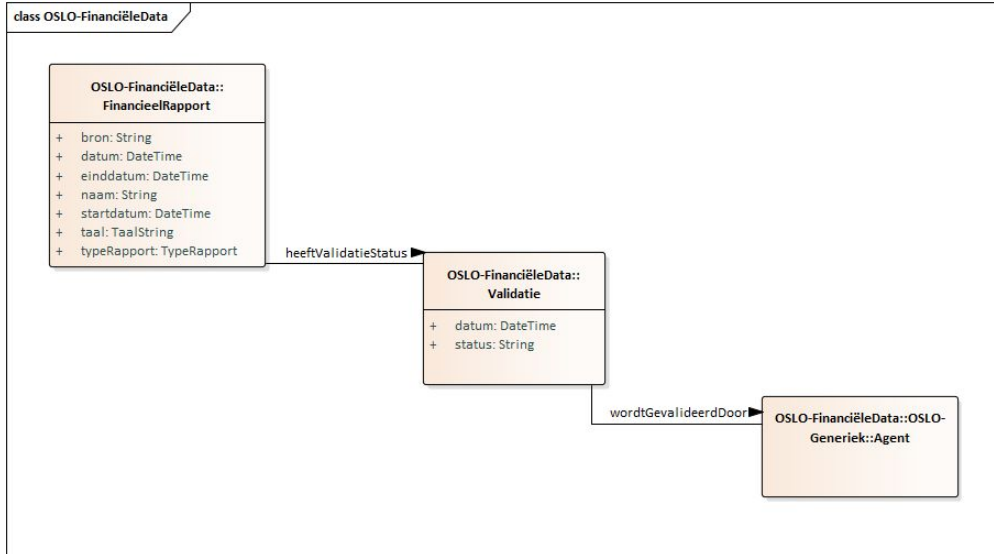 class OSLO-FinanciëleData
OSLO-FinanciëleData::
FinancieelRapport
+ bron: String
+ datum: DateTime
+ einddatum: DateTime
+ naam: String
+ startdatum: DateTime
+ taal: TaalString
+ typeRapport: TypeRapport
heeftValidatieStatus
OSLO-FinanciëleData::
Validatie
+ datum: DateTime
+ status: String
wordtGevalideerdDoor
OSLO-FinanciëleData::OSLO-
Generiek::Agent